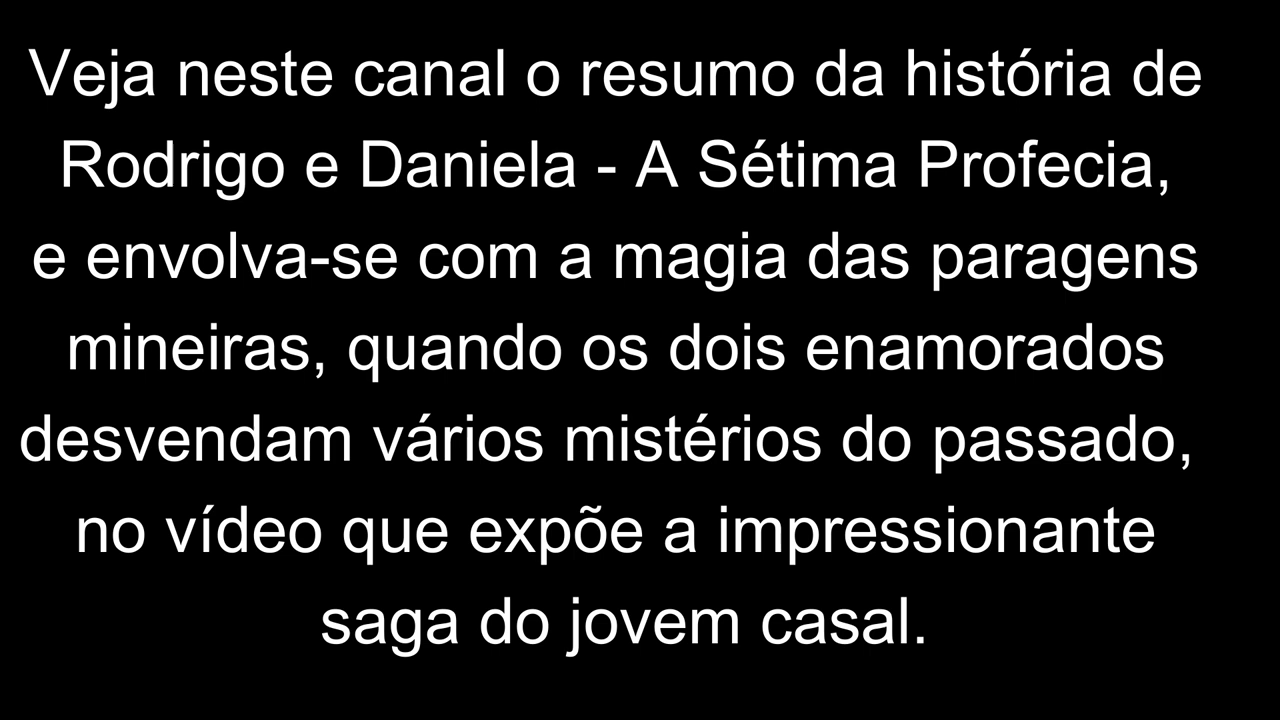 Veja neste canal o resumo da história de
Rodrigo e Daniela - A Sétima Profecia,
e envolva-se com a magia das paragens
mineiras, quando os dois enamorados
desvendam vários mistérios do passado,
no vídeo que expõe a impressionante
saga do jovem casal.